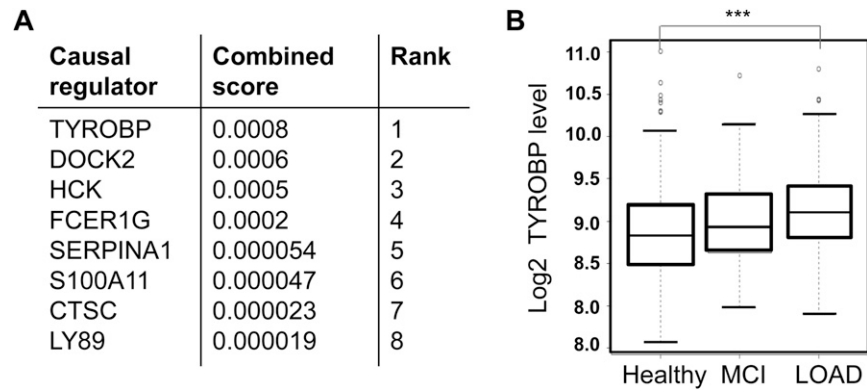 A
Causal regulator Combined score Rank
TYROBP 0.0008 1
DOCK2 0.0006 2
HCK 0.0005 3
FCER1G 0.0002 4
SERPINA1 0.000054 5
S100A11 0.000047 6
CTSC 0.000023 7
LY89 0.000019 8
B
***
Log2 TYROBP level
11.0
10.5
10.0
9.5
9.0
8.5
8.0
8.0
Healthy MCI LOAD